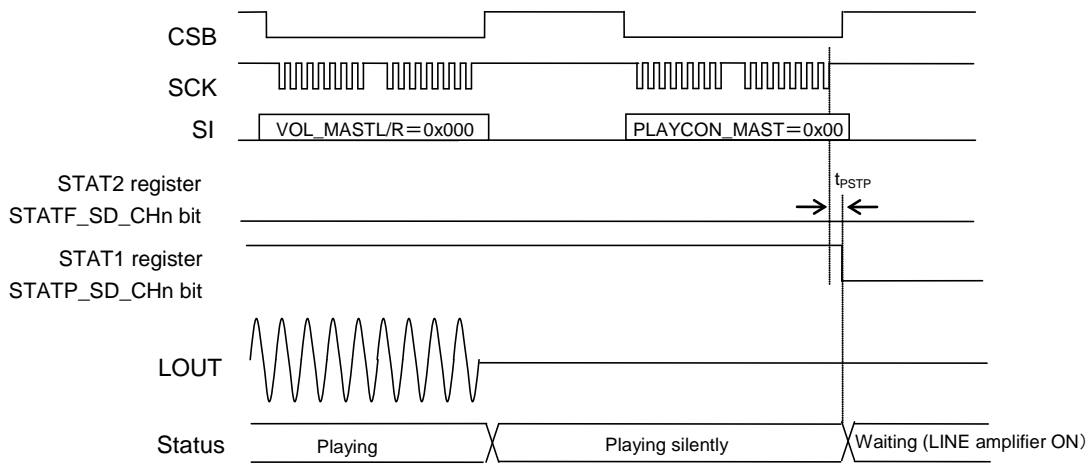 CSB
SCK
SI
VOL_MASTL/R＝0x000
PLAYCON_MAST＝0x00
STAT2 register
STATF_SD_CHn bit
tPSTP
STAT1 register
STATP_SD_CHn bit
LOUT
Status
Playing
Playing silently
Waiting (LINE amplifier ON)